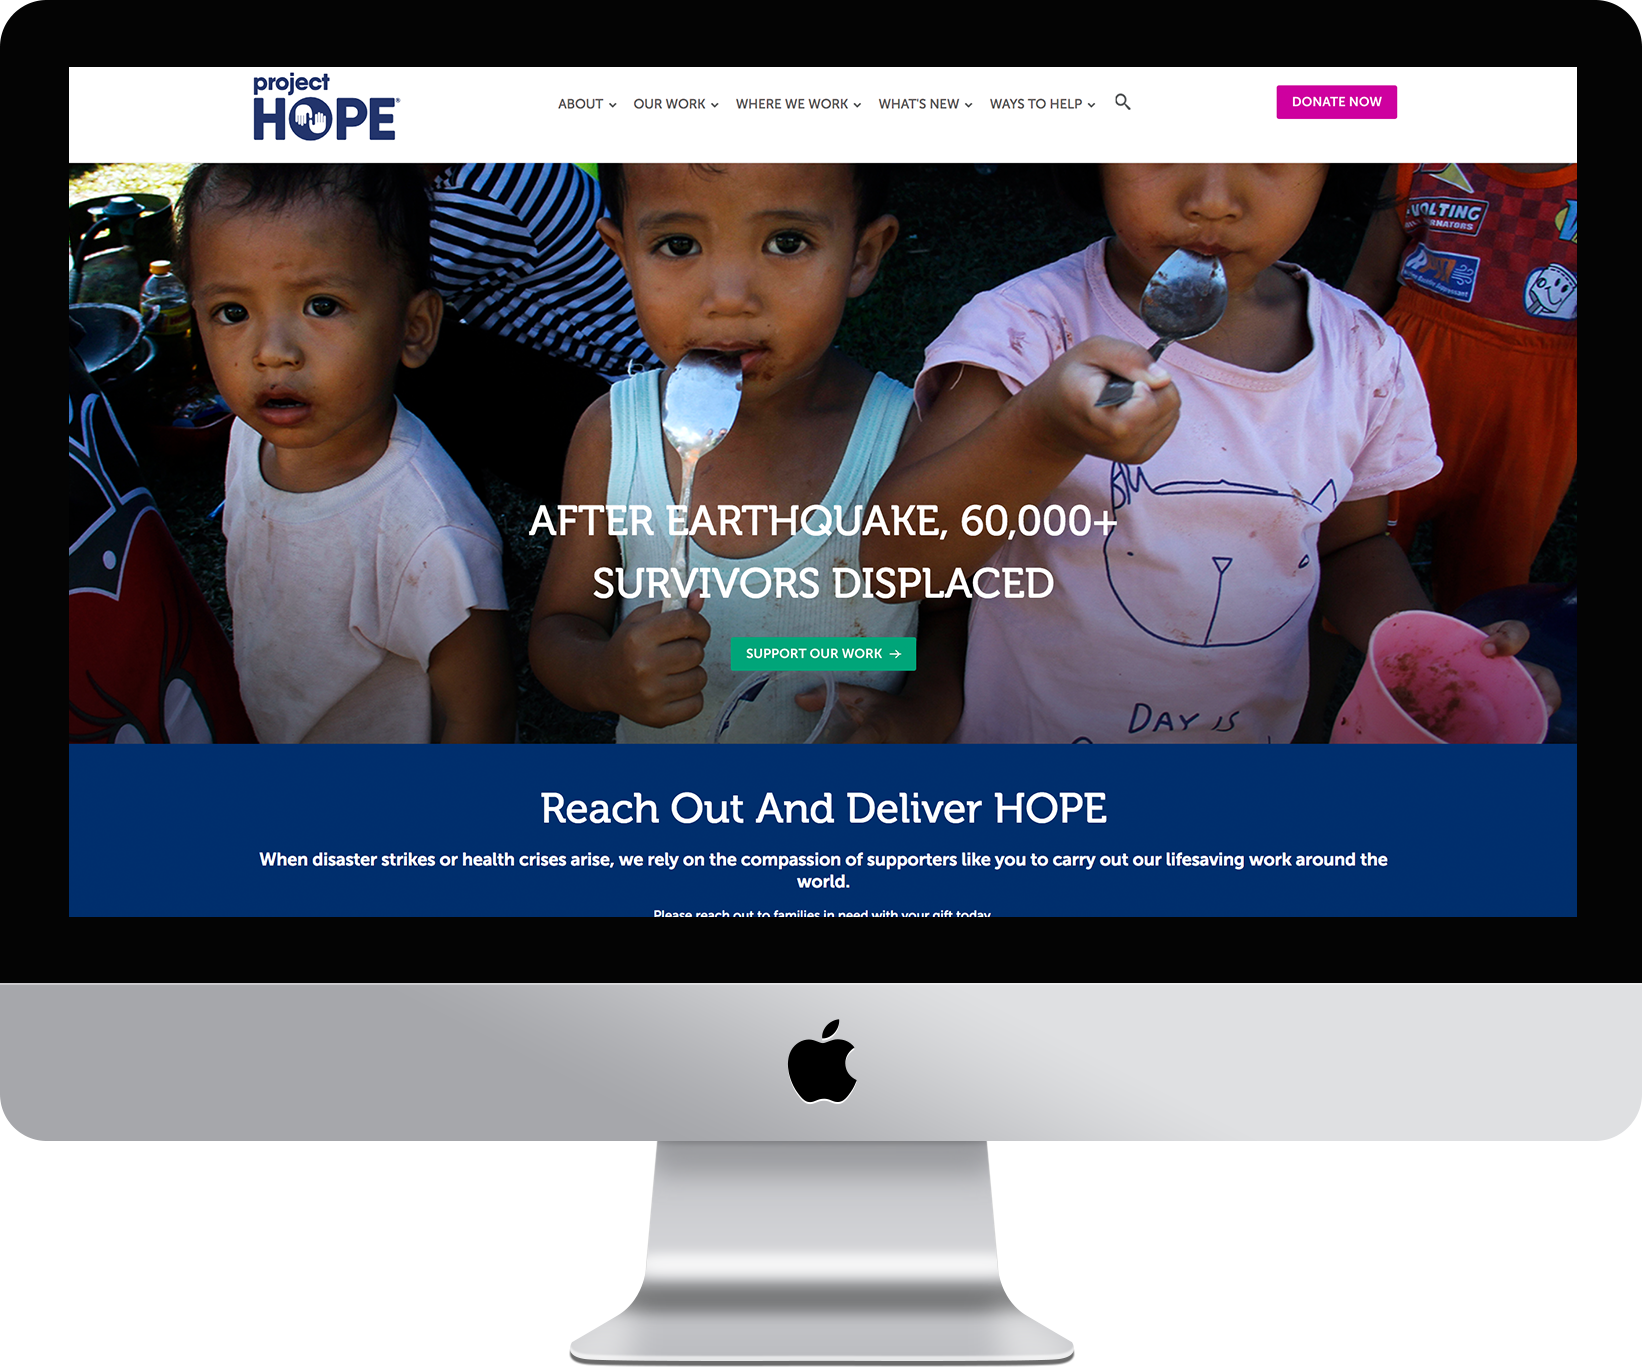 project
HOPE®
ABOUT
OUR WORK
WHERE WE WORK
WHAT'S NEW
WAYS TO HELP
DONATE NOW
VOLTING
AFTER EARTHQUAKE, 60,000+
SURVIVORS DISPLACED
SUPPORT OUR WORK →
DAY IS
Reach Out And Deliver HOPE
When disaster strikes or health crises arise, we rely on the compassion of supporters like you to carry out our lifesaving work around the
world.
Please reach out to families in need with your gift today